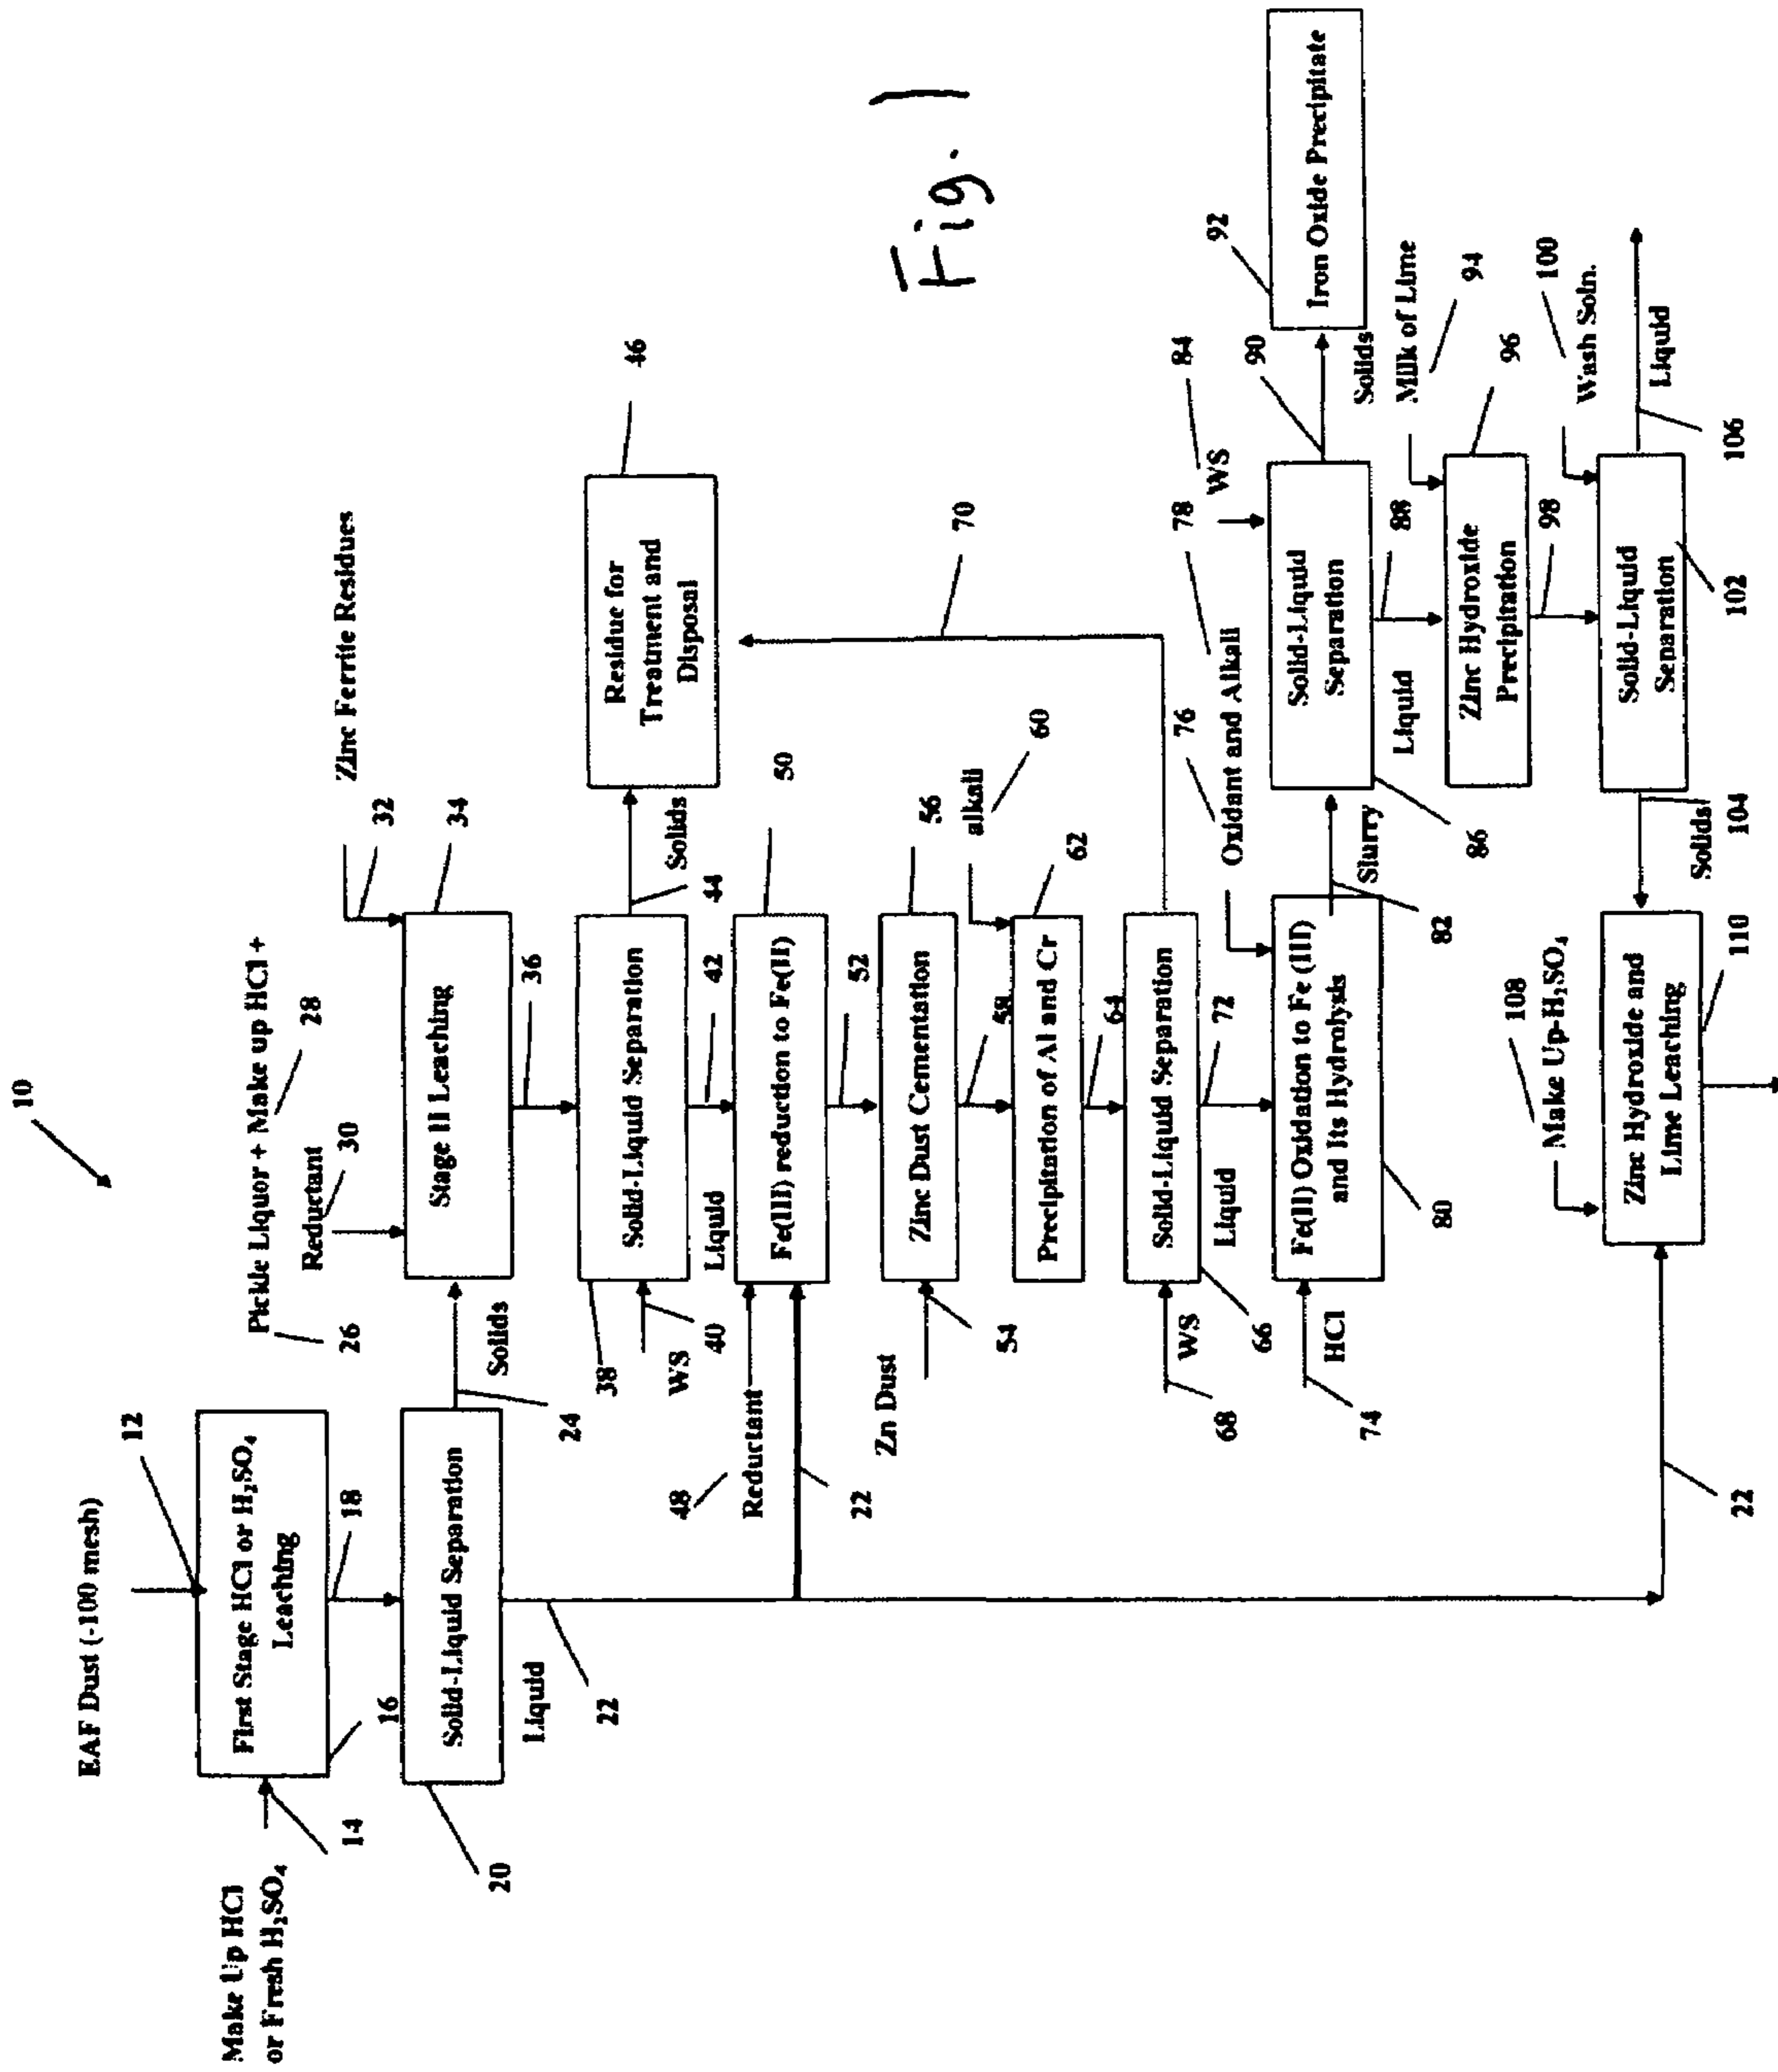 10
EAF Dust (-100 mesh)
12
Make Up HCl
or Fresh H₂SO₄
14
First Stage HCl or H₂SO₄
Leaching
16
18
Solid-Liquid Separation
20
Liquid
22
Solids
24
Pickle Liquor + Make up HCl +
26
28
Reductant
30
Zinc Ferrite Residues
32
34
Stage II Leaching
36
Solid-Liquid Separation
38
WS
40
Solids
44
Residue for
Treatment and
Disposal
46
Liquid
42
48
Reductant
22
Fe(III) reduction to Fe(II)
50
52
Zn Dust
54
Zinc Dust Cementation
56
58
alkali
60
Precipitation of Al and Cr
62
64
Solid-Liquid Separation
66
WS
68
70
Liquid
72
HCl
74
Oxidant and Alkali
76
78
Fe(II) Oxidation to Fe (III)
and Its Hydrolysis
80
Slurry
82
WS
84
Solid-Liquid
Separation
86
Liquid
88
90
Solids
Iron Oxide Precipitate
92
Milk of Lime
94
Zinc Hydroxide
Precipitation
96
98
Wash Soln.
100
Solid-Liquid
Separation
102
Solids
104
Liquid
106
108
Make Up-H₂SO₄
Zinc Hydroxide and
Lime Leaching
110
22
Fig. 1